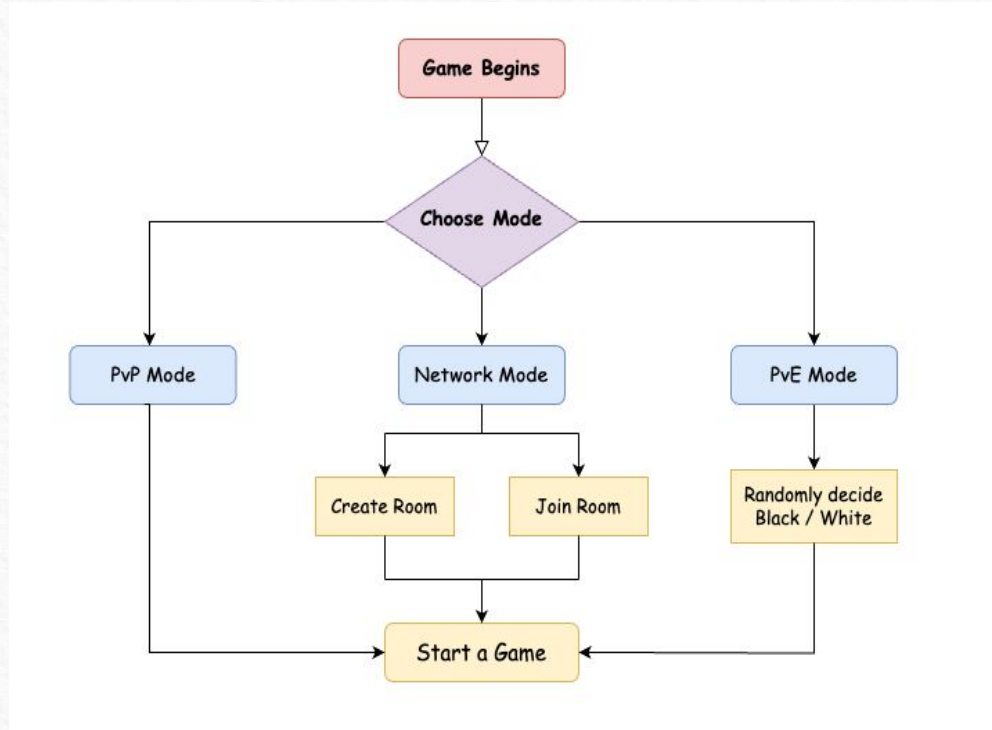 Game Begins
Choose Mode
PvP Mode
Network Mode
PvE Mode
Create Room
Join Room
Randomly decide
Black / White
Start a Game